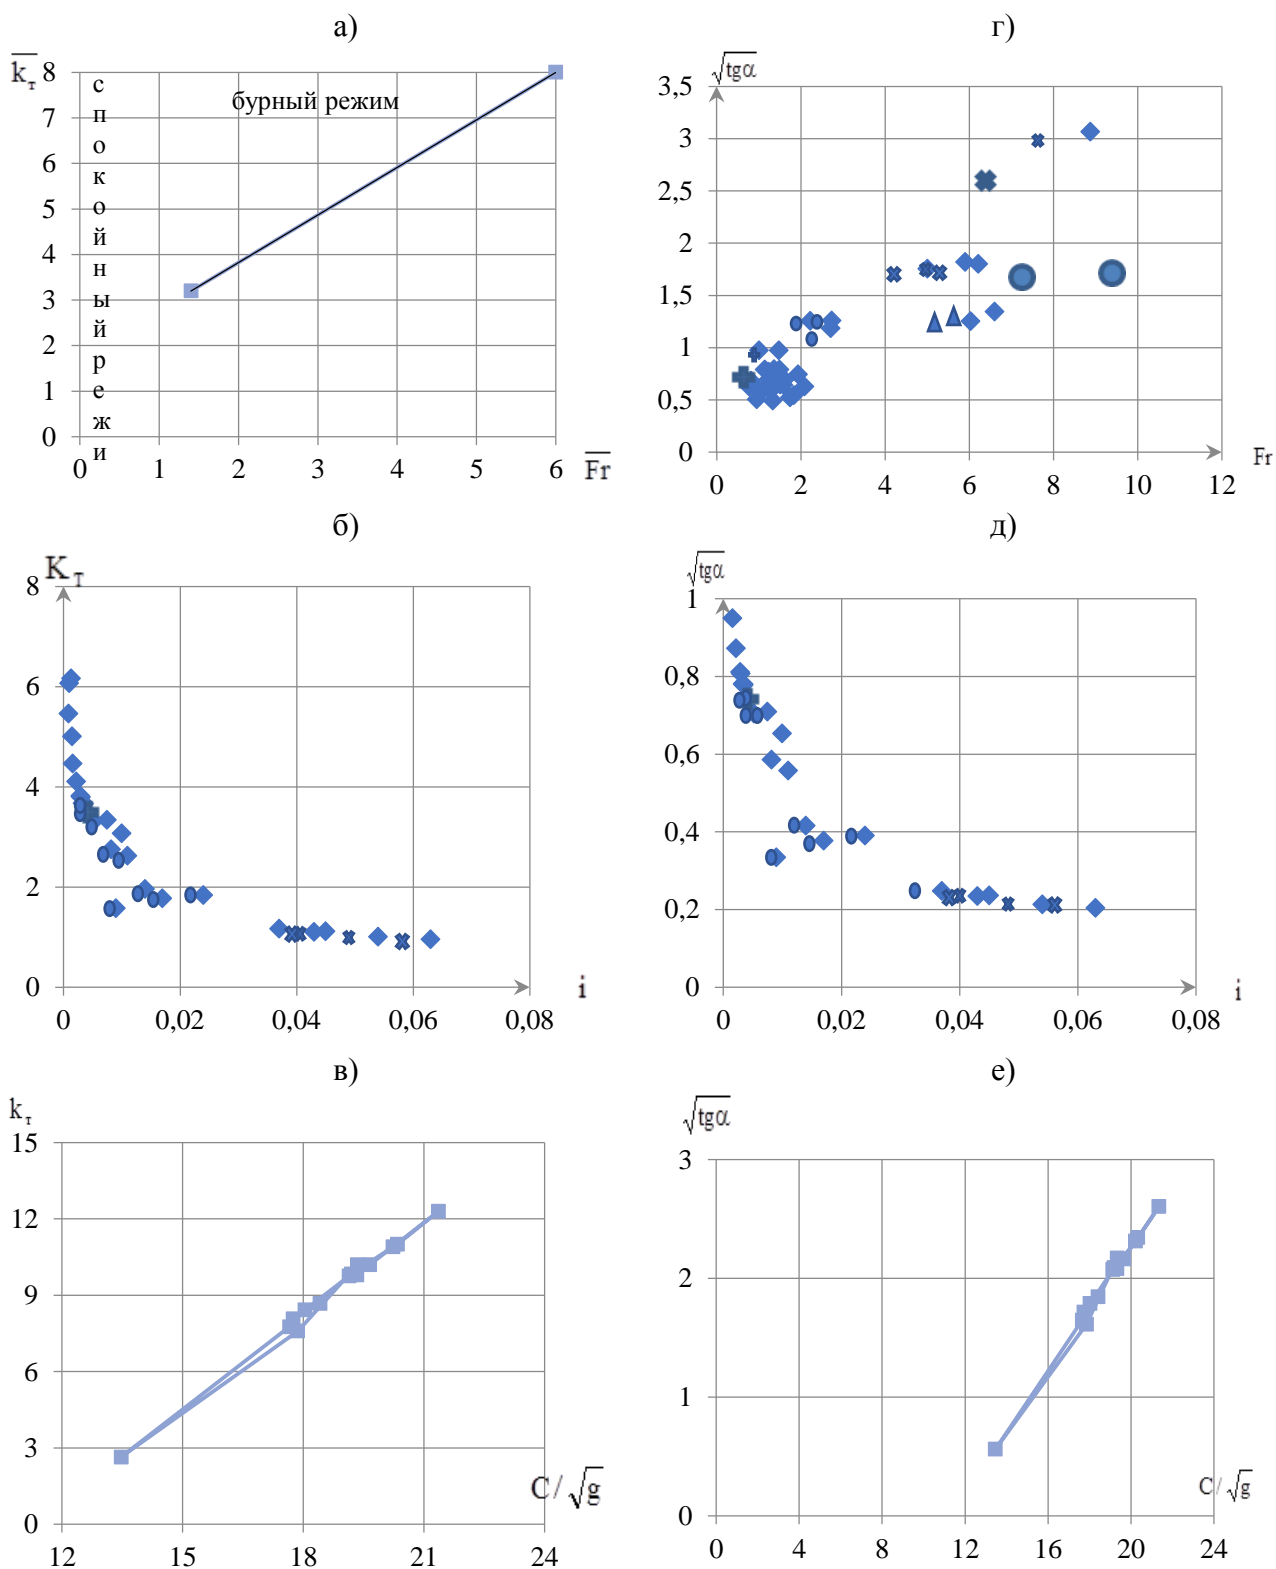 а)
k̅т
8
7
6
5
4
3
2
1
0
спокойныйрежи
бурный режим
0 1 2 3 4 5 6
F̅r̅
г)
√tgα
3,5
3
2,5
2
1,5
1
0,5
0
0 2 4 6 8 10 12
Fr
б)
Kт
8
6
4
2
0
0 0,02 0,04 0,06 0,08
i
д)
√tgα
1
0,8
0,6
0,4
0,2
0
0 0,02 0,04 0,06 0,08
i
в)
kт
15
12
9
6
3
0
12 15 18 21 24
C/√g
е)
√tgα
3
2
1
0
0 4 8 12 16 20 24
C/√g